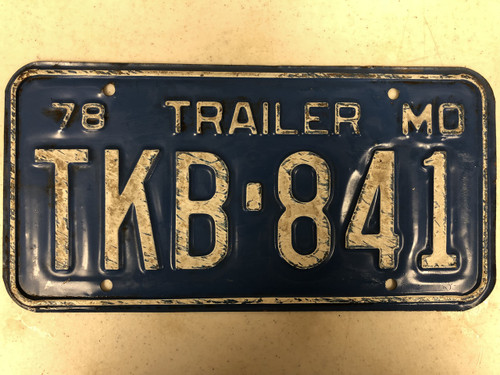 78 TRAILER MO
TKB-841